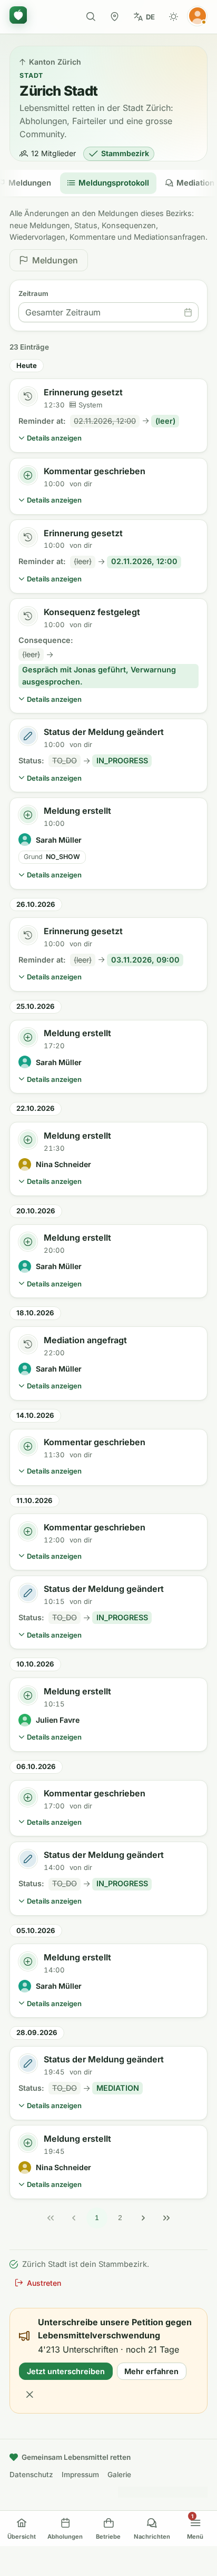 DE
Kanton Zürich
STADT
Zürich Stadt
Lebensmittel retten in der Stadt Zürich:
Abholungen, Fairteiler und eine grosse
Community.
12 Mitglieder
Stammbezirk
Meldungen
Meldungsprotokoll
Mediation
Alle Änderungen an den Meldungen dieses Bezirks:
neue Meldungen, Status, Konsequenzen,
Wiedervorlagen, Kommentare und Mediationsanfragen.
Meldungen
Zeitraum
Gesamter Zeitraum
23 Einträge
Heute
Erinnerung gesetzt
12:30 System
Reminder at: 02.11.2026, 12:00 → (leer)
Details anzeigen
Kommentar geschrieben
10:00 von dir
Details anzeigen
Erinnerung gesetzt
10:00 von dir
Reminder at: (leer) → 02.11.2026, 12:00
Details anzeigen
Konsequenz festgelegt
10:00 von dir
Consequence:
(leer) →
Gespräch mit Jonas geführt, Verwarnung
ausgesprochen.
Details anzeigen
Status der Meldung geändert
10:00 von dir
Status: TO_DO → IN_PROGRESS
Details anzeigen
Meldung erstellt
10:00
Sarah Müller
Grund NO_SHOW
Details anzeigen
26.10.2026
Erinnerung gesetzt
10:00 von dir
Reminder at: (leer) → 03.11.2026, 09:00
Details anzeigen
25.10.2026
Meldung erstellt
17:20
Sarah Müller
Details anzeigen
22.10.2026
Meldung erstellt
21:30
Nina Schneider
Details anzeigen
20.10.2026
Meldung erstellt
20:00
Sarah Müller
Details anzeigen
18.10.2026
Mediation angefragt
22:00
Sarah Müller
Details anzeigen
14.10.2026
Kommentar geschrieben
11:30 von dir
Details anzeigen
11.10.2026
Kommentar geschrieben
12:00 von dir
Details anzeigen
Status der Meldung geändert
10:15 von dir
Status: TO_DO → IN_PROGRESS
Details anzeigen
10.10.2026
Meldung erstellt
10:15
Julien Favre
Details anzeigen
06.10.2026
Kommentar geschrieben
17:00 von dir
Details anzeigen
Status der Meldung geändert
14:00 von dir
Status: TO_DO → IN_PROGRESS
Details anzeigen
05.10.2026
Meldung erstellt
14:00
Sarah Müller
Details anzeigen
28.09.2026
Status der Meldung geändert
19:45 von dir
Status: TO_DO → MEDIATION
Details anzeigen
Meldung erstellt
19:45
Nina Schneider
Details anzeigen
1 2
Zürich Stadt ist dein Stammbezirk.
Austreten
Unterschreibe unsere Petition gegen
Lebensmittelverschwendung
4'213 Unterschriften · noch 21 Tage
Jetzt unterschreiben
Mehr erfahren
Gemeinsam Lebensmittel retten
Datenschutz Impressum Galerie
1
Übersicht Abholungen Betriebe Nachrichten Menü